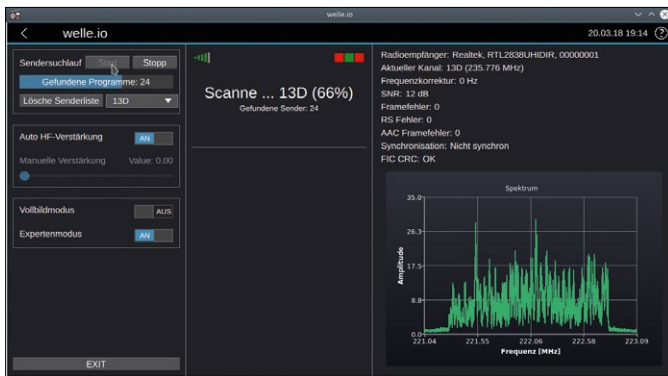 welle.io
welle.io
20.03.18 19:14
Sendersuchlauf Start Stopp
Gefundene Programme: 24
Lösche Senderliste 13D
Auto HF-Verstärkung AN
Manuelle Verstärkung Value: 0.00
Vollbildmodus AUS
Expertenmodus AN
EXIT
Scanne ... 13D (66%)
Gefundene Sender: 24
Radioempfänger: Realtek, RTL2838UHIDIR, 00000001
Aktueller Kanal: 13D (235.776 MHz)
Frequenzkorrektur: 0 Hz
SNR: 12 dB
Framefehler: 0
RS Fehler: 0
AAC Framefehler: 0
Synchronisation: Nicht synchron
FIC CRC: OK
Spektrum
35.0
26.3
17.5
8.8
0.0
Amplitude
221.04 221.55 222.06 222.58 223.09
Frequenz [MHz]